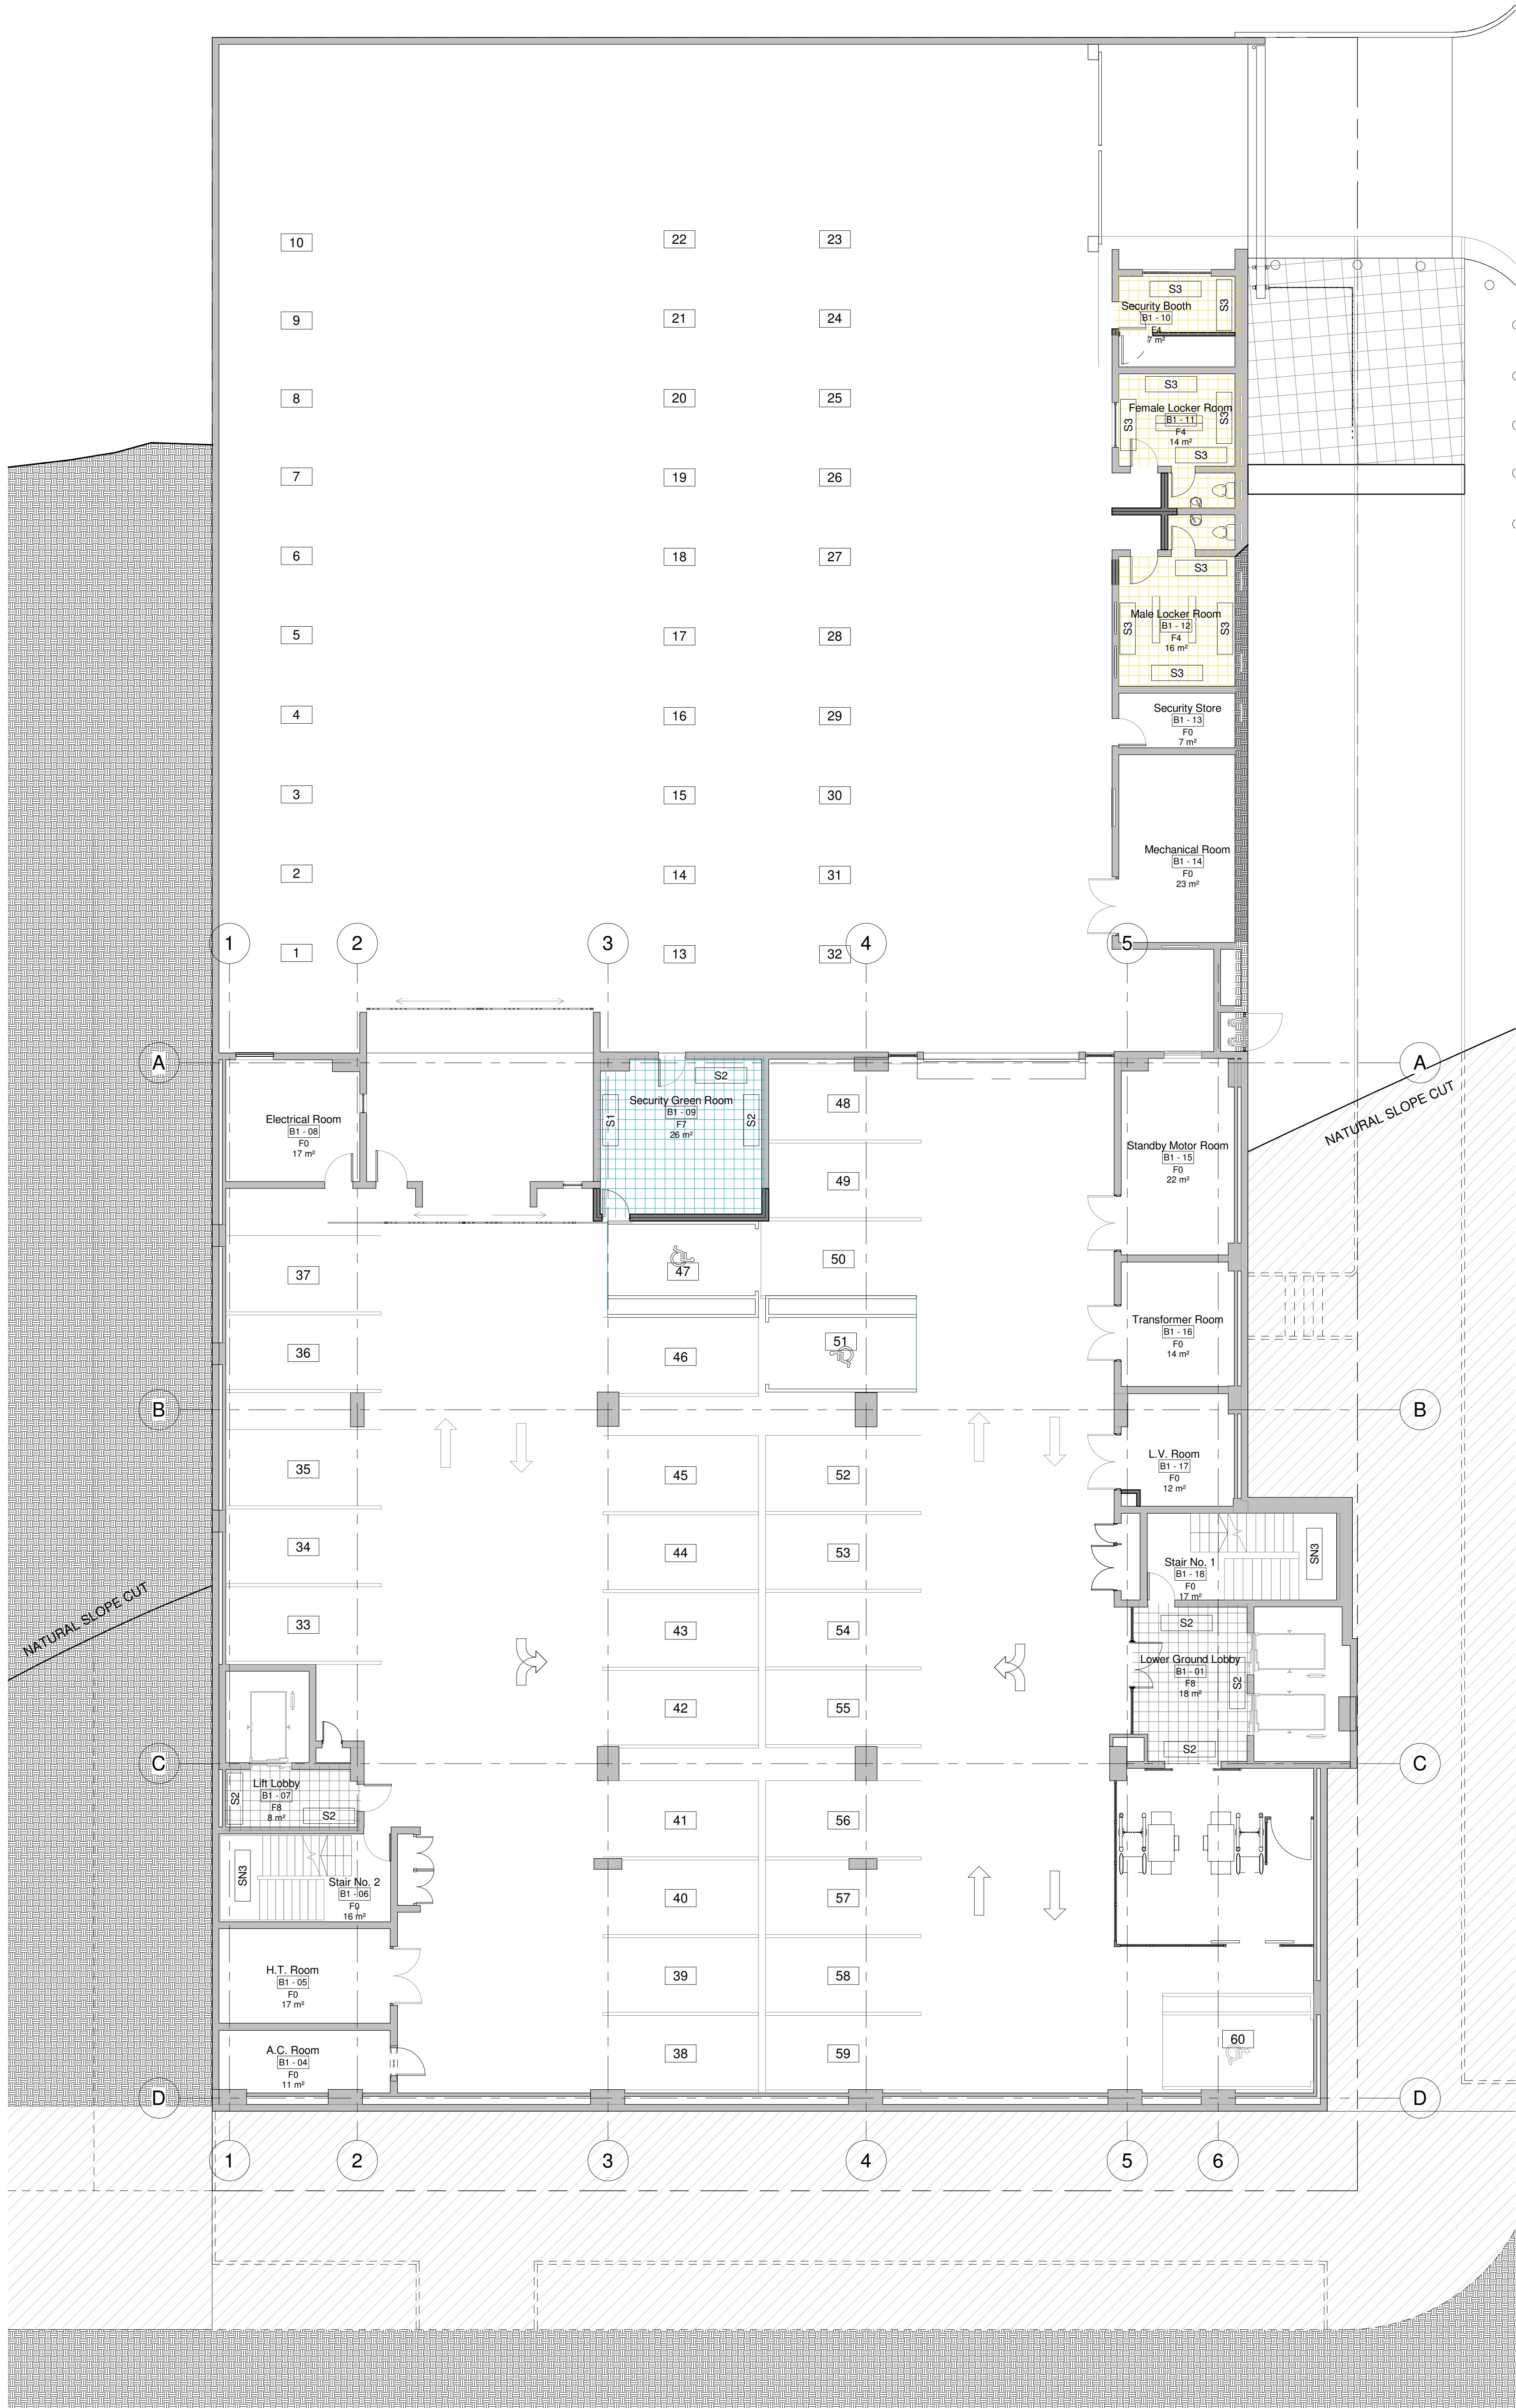 10
22
23
S3
S3
Security Booth
B1 - 10
F4
7 m²
9
21
24
8
20
25
S3
Female Locker Room
S3
S3
B1 - 11
F4
14 m²
S3
7
19
26
6
18
27
S3
5
17
28
Male Locker Room
S3
S3
B1 - 12
F4
16 m²
S3
4
16
29
Security Store
B1 - 13
F0
7 m²
3
15
30
Mechanical Room
B1 - 14
F0
23 m²
2
14
31
1
2
3
4
5
1
13
32
A
A
S2
Security Green Room
B1 - 09
F7
26 m²
S1
S2
48
NATURAL SLOPE CUT
Electrical Room
B1 - 08
F0
17 m²
Standby Motor Room
B1 - 15
F0
22 m²
49
37
47
50
Transformer Room
B1 - 16
F0
14 m²
36
46
51
B
B
L.V. Room
B1 - 17
F0
12 m²
35
45
52
34
44
53
Stair No. 1
B1 - 18
F0
17 m²
SN3
NATURAL SLOPE CUT
33
43
54
S2
Lower Ground Lobby
B1 - 01
F8
18 m²
S2
S2
42
55
C
C
Lift Lobby
B1 - 07
F8
8 m²
S2
S2
41
56
SN3
Stair No. 2
B1 - 06
F0
16 m²
40
57
H.T. Room
B1 - 05
F0
17 m²
39
58
A.C. Room
B1 - 04
F0
11 m²
38
59
60
D
D
1
2
3
4
5
6